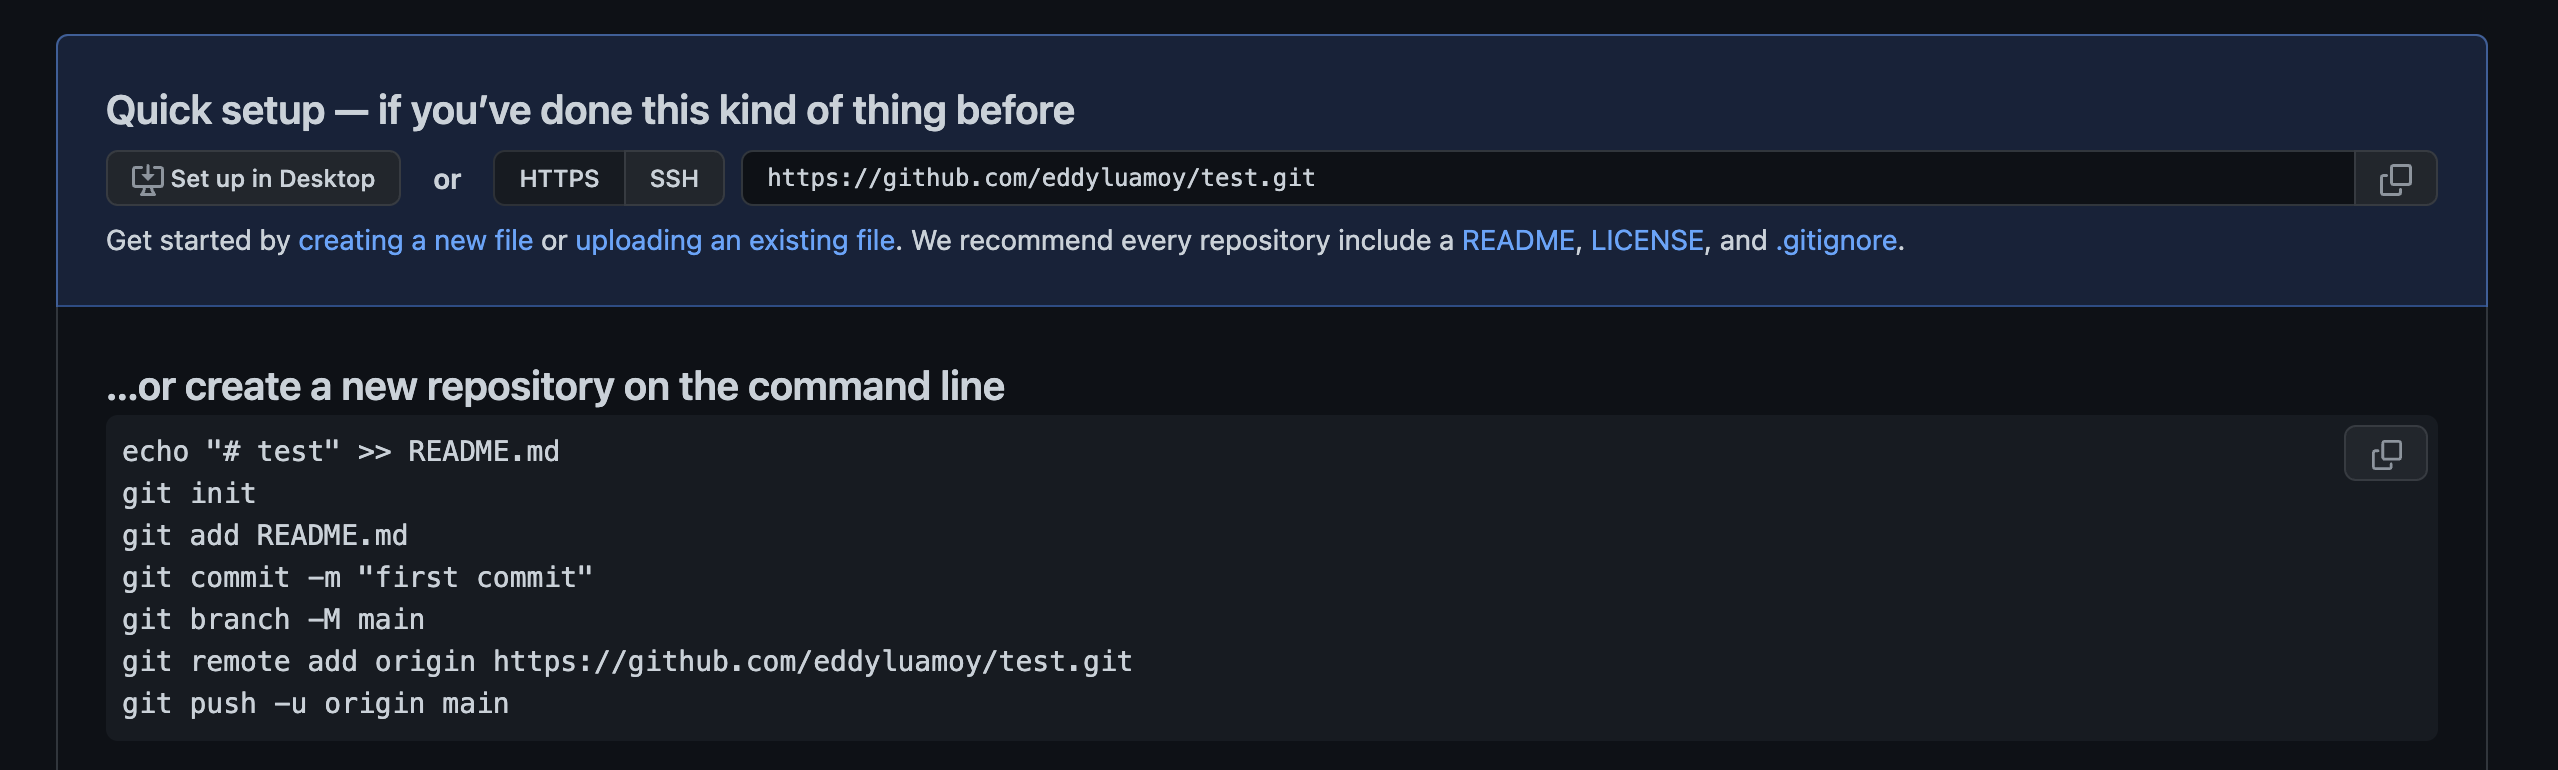 Quick setup — if you’ve done this kind of thing before
Set up in Desktop or HTTPS SSH https://github.com/eddyluamoy/test.git
Get started by creating a new file or uploading an existing file. We recommend every repository include a README, LICENSE, and .gitignore.
…or create a new repository on the command line
echo "# test" >> README.md
git init
git add README.md
git commit -m "first commit"
git branch -M main
git remote add origin https://github.com/eddyluamoy/test.git
git push -u origin main